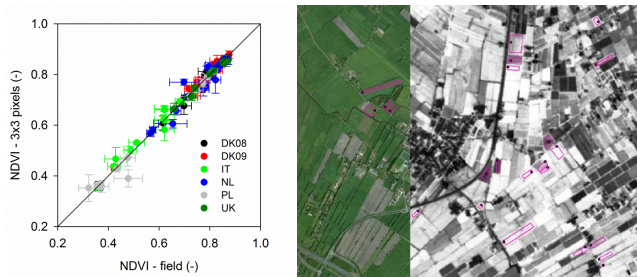 1.0
0.8
0.6
0.4
0.2
NDVI - 3x3 pixels (-)
DK08
DK09
IT
NL
PL
UK
0.2 0.4 0.6 0.8 1.0
NDVI - field (-)